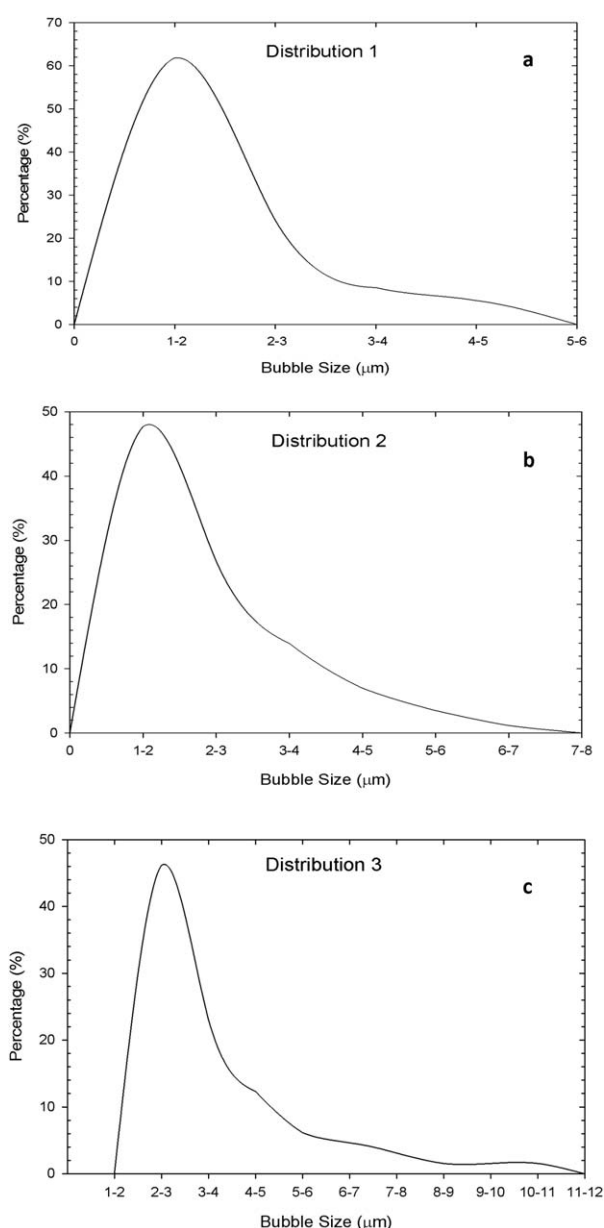 70
Distribution 1
a
60
50
40
30
20
10
0
Percentage (%)
0 1-2 2-3 3-4 4-5 5-6
Bubble Size (μm)
50
Distribution 2
b
40
30
20
10
0
Percentage (%)
0 1-2 2-3 3-4 4-5 5-6 6-7 7-8
Bubble Size (μm)
50
Distribution 3
c
40
30
20
10
0
Percentage (%)
1-2 2-3 3-4 4-5 5-6 6-7 7-8 8-9 9-10 10-11 11-12
Bubble Size (μm)